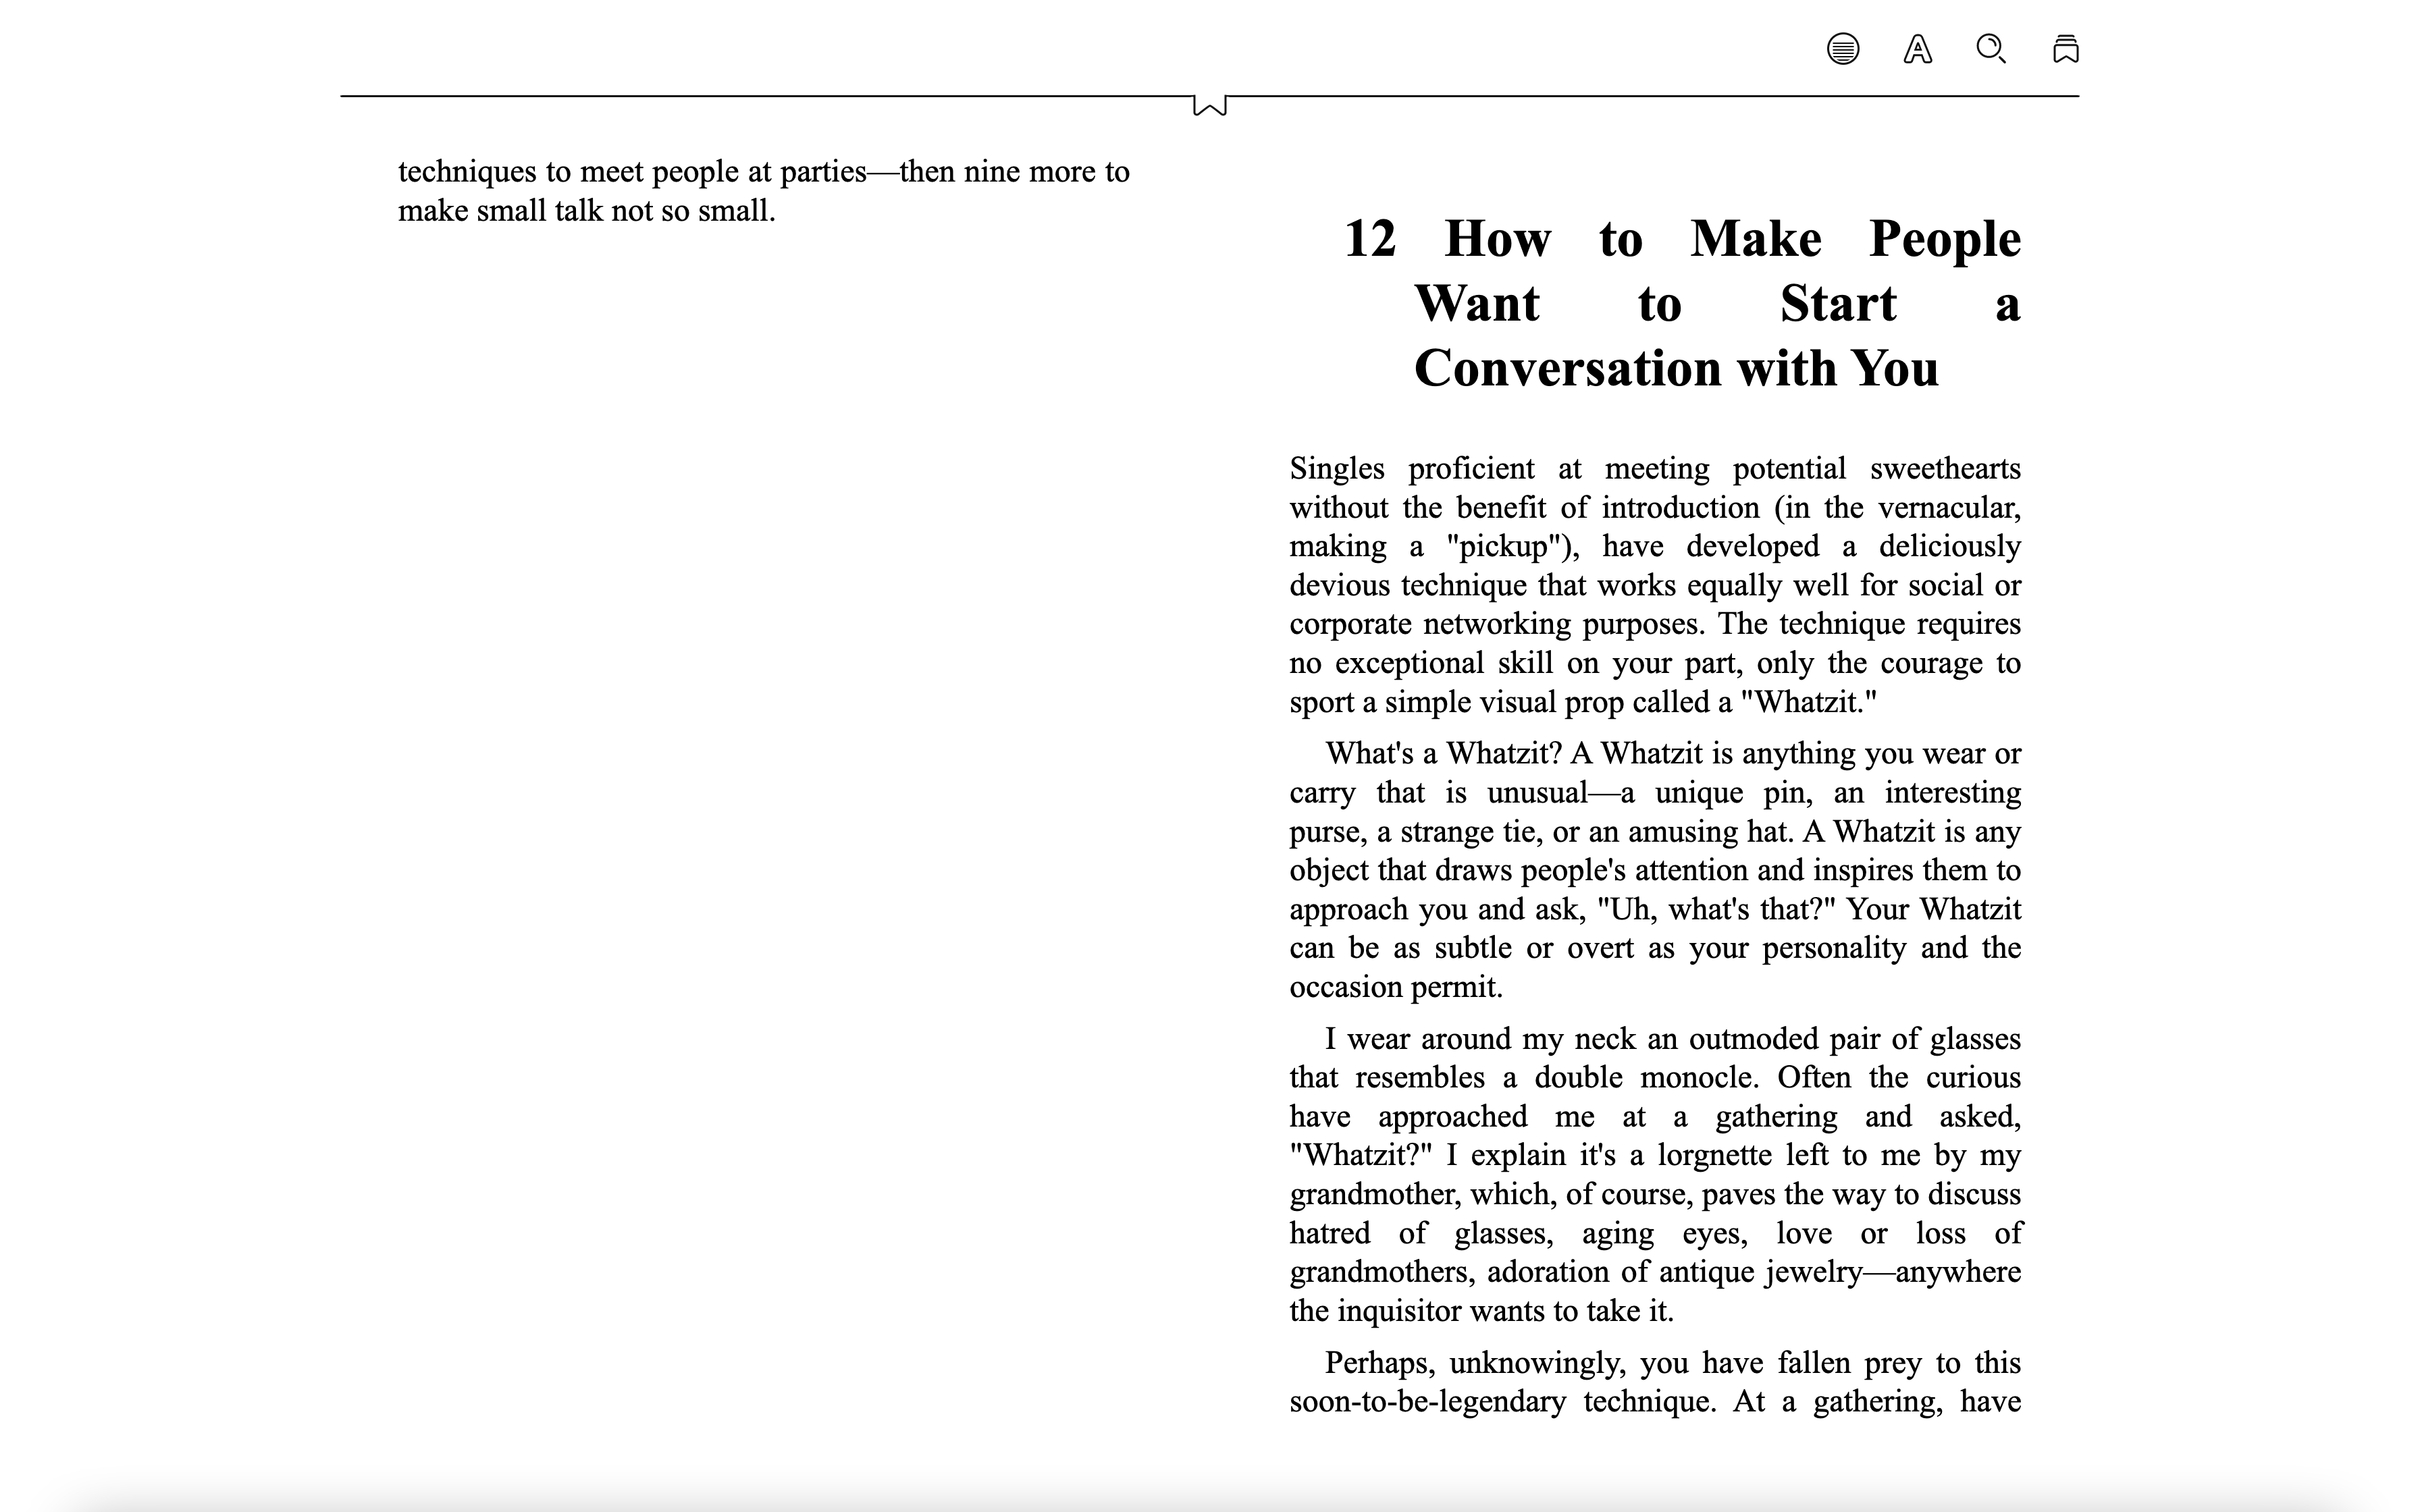 techniques to meet people at parties—then nine more to
make small talk not so small.
12 How to Make People
Want to Start a
Conversation with You
Singles proficient at meeting potential sweethearts
without the benefit of introduction (in the vernacular,
making a "pickup"), have developed a deliciously
devious technique that works equally well for social or
corporate networking purposes. The technique requires
no exceptional skill on your part, only the courage to
sport a simple visual prop called a "Whatzit."
What's a Whatzit? A Whatzit is anything you wear or
carry that is unusual—a unique pin, an interesting
purse, a strange tie, or an amusing hat. A Whatzit is any
object that draws people's attention and inspires them to
approach you and ask, "Uh, what's that?" Your Whatzit
can be as subtle or overt as your personality and the
occasion permit.
I wear around my neck an outmoded pair of glasses
that resembles a double monocle. Often the curious
have approached me at a gathering and asked,
"Whatzit?" I explain it's a lorgnette left to me by my
grandmother, which, of course, paves the way to discuss
hatred of glasses, aging eyes, love or loss of
grandmothers, adoration of antique jewelry—anywhere
the inquisitor wants to take it.
Perhaps, unknowingly, you have fallen prey to this
soon-to-be-legendary technique. At a gathering, have